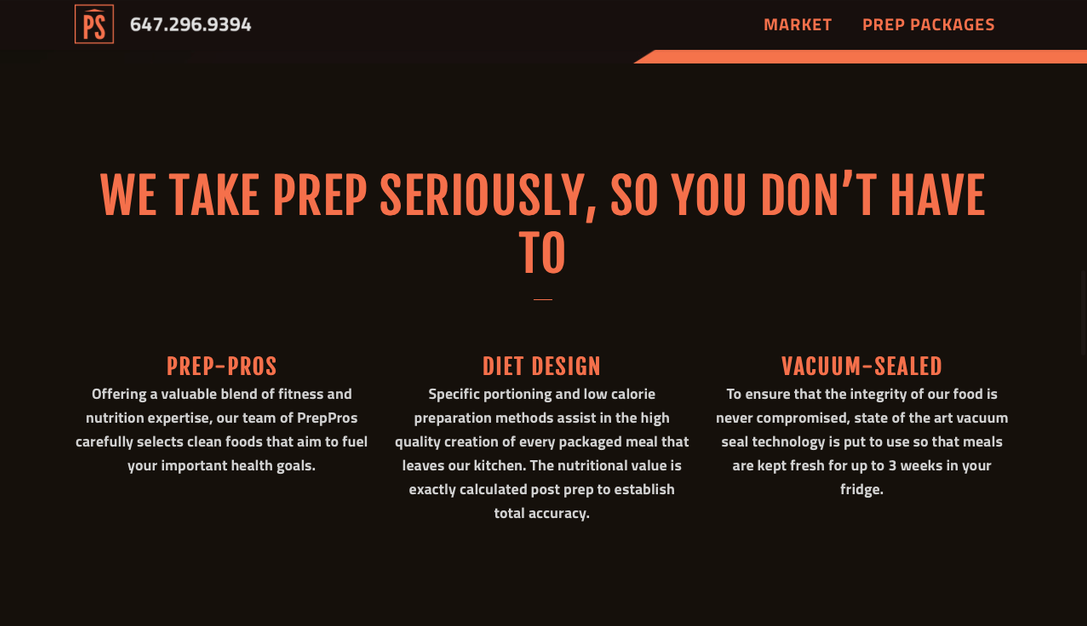 PS 647.296.9394 MARKET PREP PACKAGES
WE TAKE PREP SERIOUSLY, SO YOU DON’T HAVE
TO
PREP-PROS
Offering a valuable blend of fitness and
nutrition expertise, our team of PrepPros
carefully selects clean foods that aim to fuel
your important health goals.
DIET DESIGN
Specific portioning and low calorie
preparation methods assist in the high
quality creation of every packaged meal that
leaves our kitchen. The nutritional value is
exactly calculated post prep to establish
total accuracy.
VACUUM-SEALED
To ensure that the integrity of our food is
never compromised, state of the art vacuum
seal technology is put to use so that meals
are kept fresh for up to 3 weeks in your
fridge.